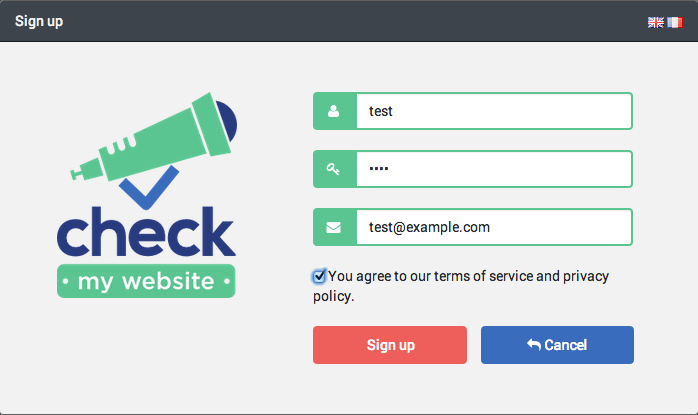 Sign up
test
••••
test@example.com
check
my website
You agree to our terms of service and privacy
policy.
Sign up
Cancel